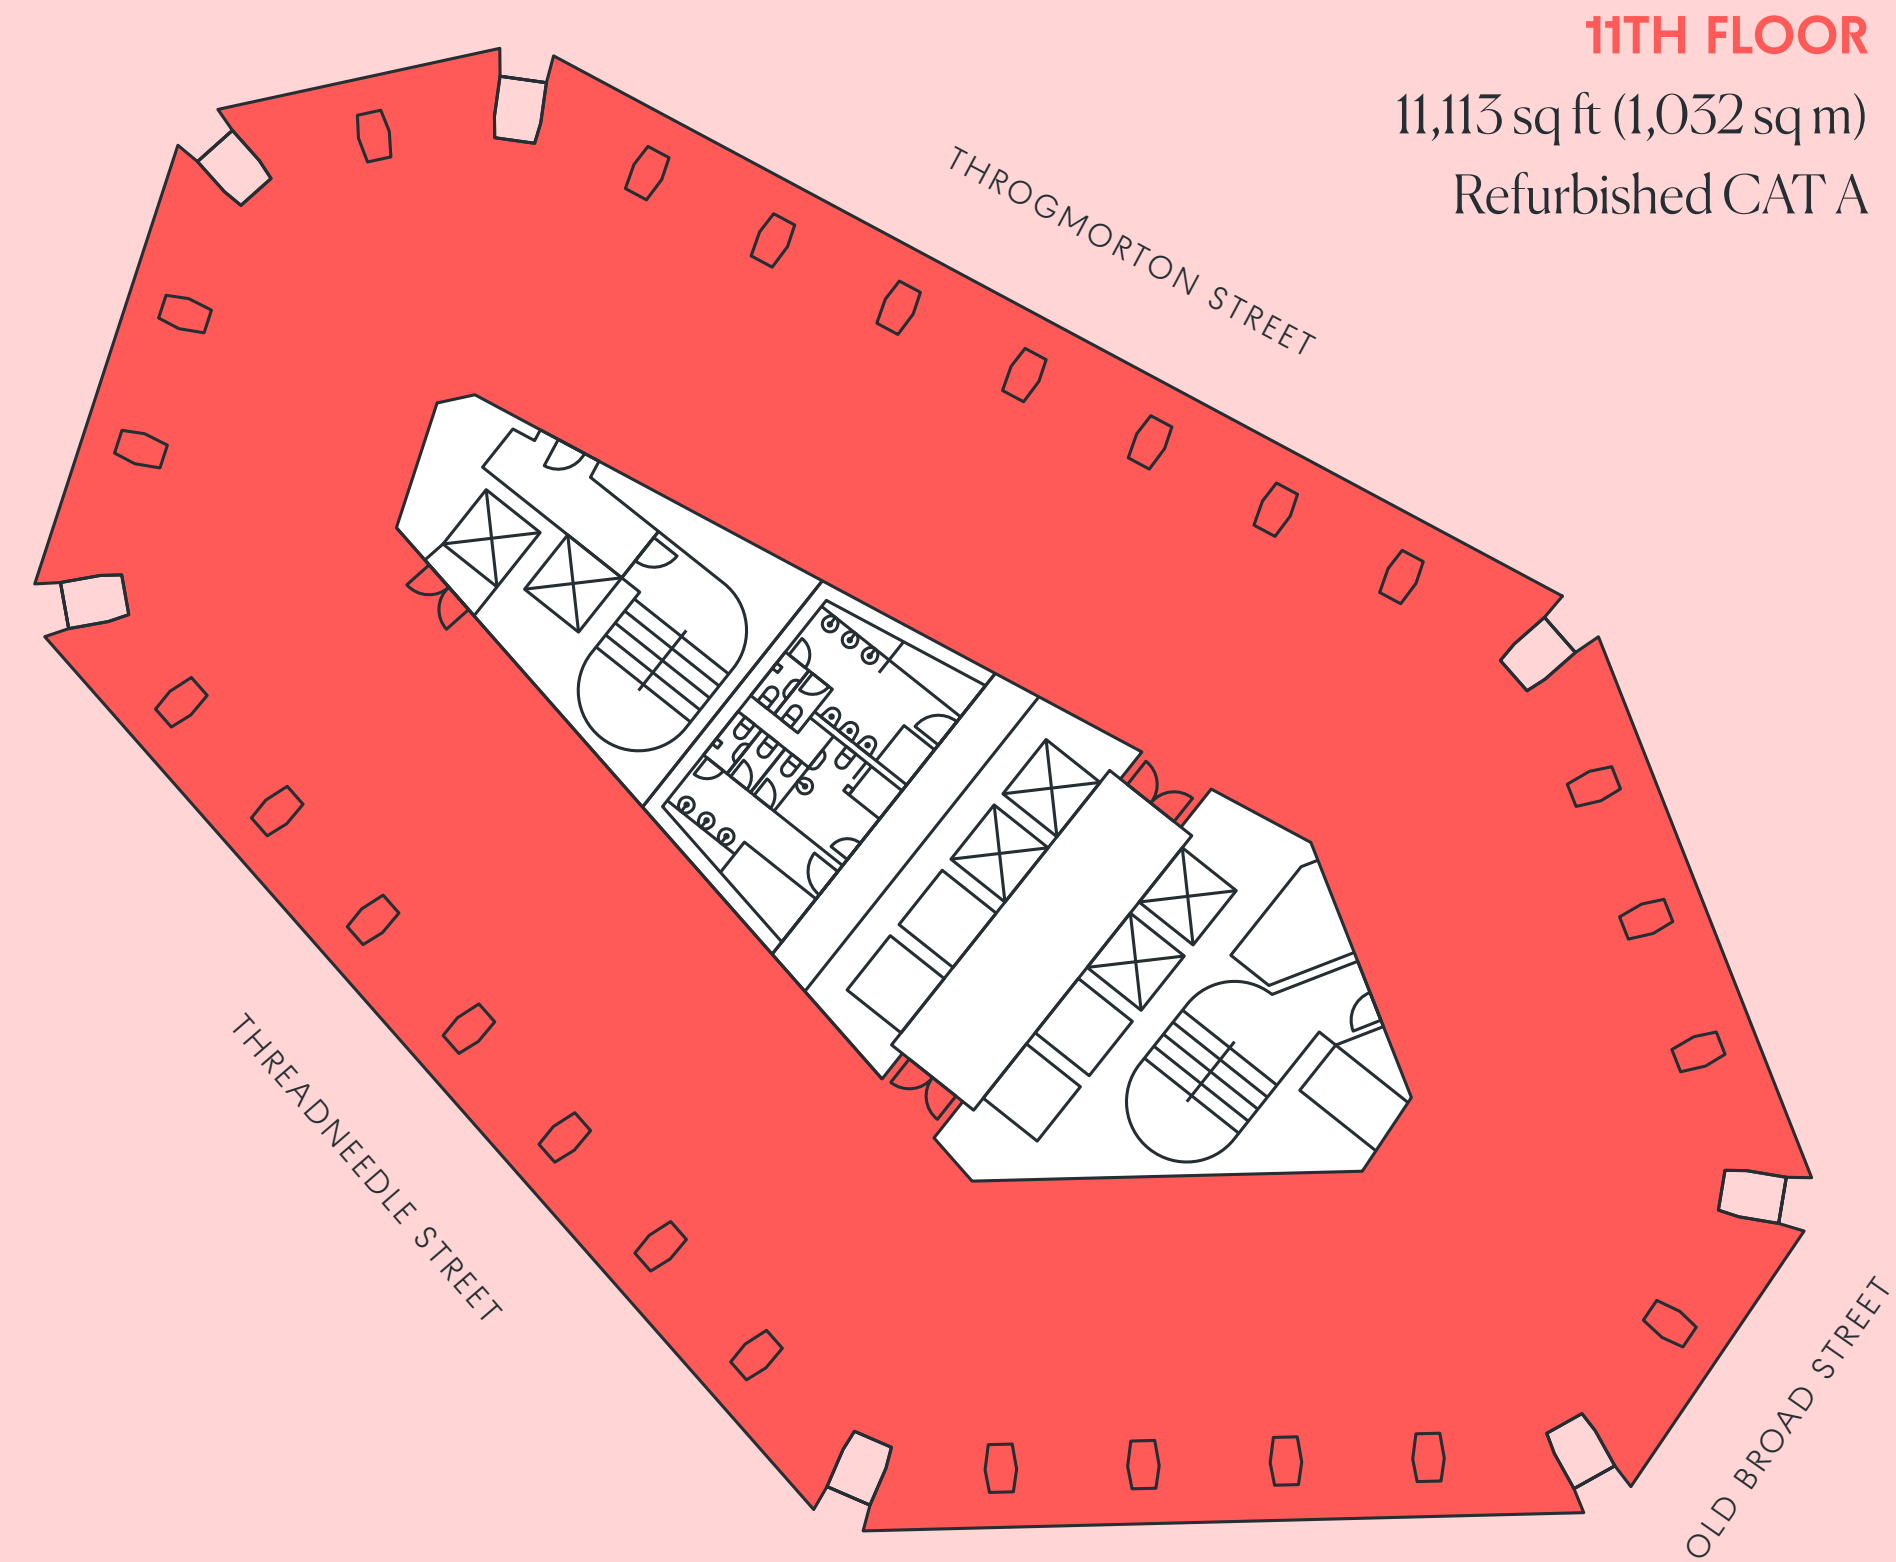 11TH FLOOR
11,113 sq ft (1,032 sq m)
Refurbished CAT A
THROGMORTON STREET
THREADNEEDLE STREET
OLD BROAD STREET